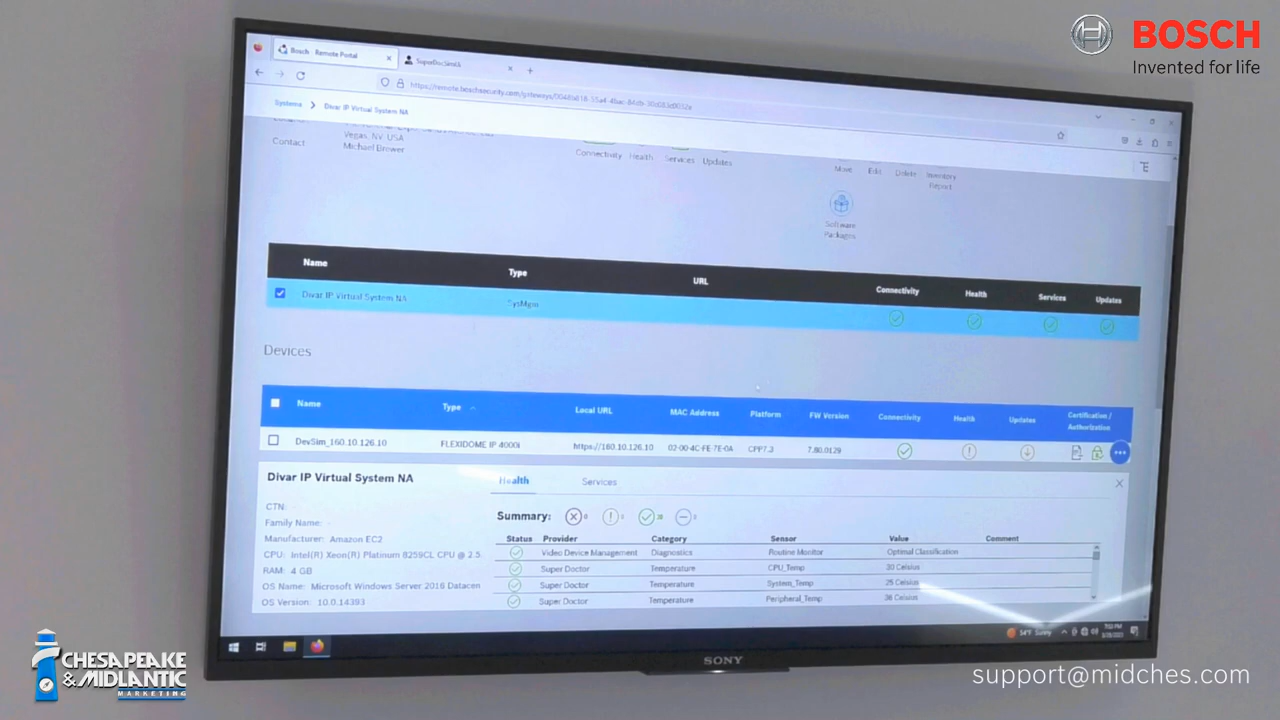 BOSCH
Invented for life
Bosch Remote Portal
SuperDocSimXA
Systems > Divar IP Virtual System NA
Vegas, NV, USA
Contact Michael Brewer
Connectivity Health Services Updates
Move Edit Delete Inventory Report
Software Packages
Name Type URL Connectivity Health Services Updates
Divar IP Virtual System NA SysMgm
Devices
Name Type Local URL MAC Address Platform FW Version Connectivity Health Updates Certification / Authorization
DevSim_160.10.126.10 FLEXIDOME IP 4000i https://160.10.126.10 02-00-4C-FE-7E-0A CPP7.3 7.80.0129
Divar IP Virtual System NA
Health Services
CTN: -
Family Name: -
Manufacturer: Amazon EC2
CPU: Intel(R) Xeon(R) Platinum 8259CL CPU @ 2.5
RAM: 4 GB
OS Name: Microsoft Windows Server 2016 Datacen
OS Version: 10.0.14393
Summary:
Status Provider Category Sensor Value Comment
Video Device Management Diagnostics Routine Monitor Optimal Classification
Super Doctor Temperature CPU_Temp 30 Celsius
Super Doctor Temperature System_Temp 25 Celsius
Super Doctor Temperature Peripheral_Temp 36 Celsius
54°F Sunny
SONY
CHESAPEAKE
& MIDLANTIC
MARKETING
support@midches.com